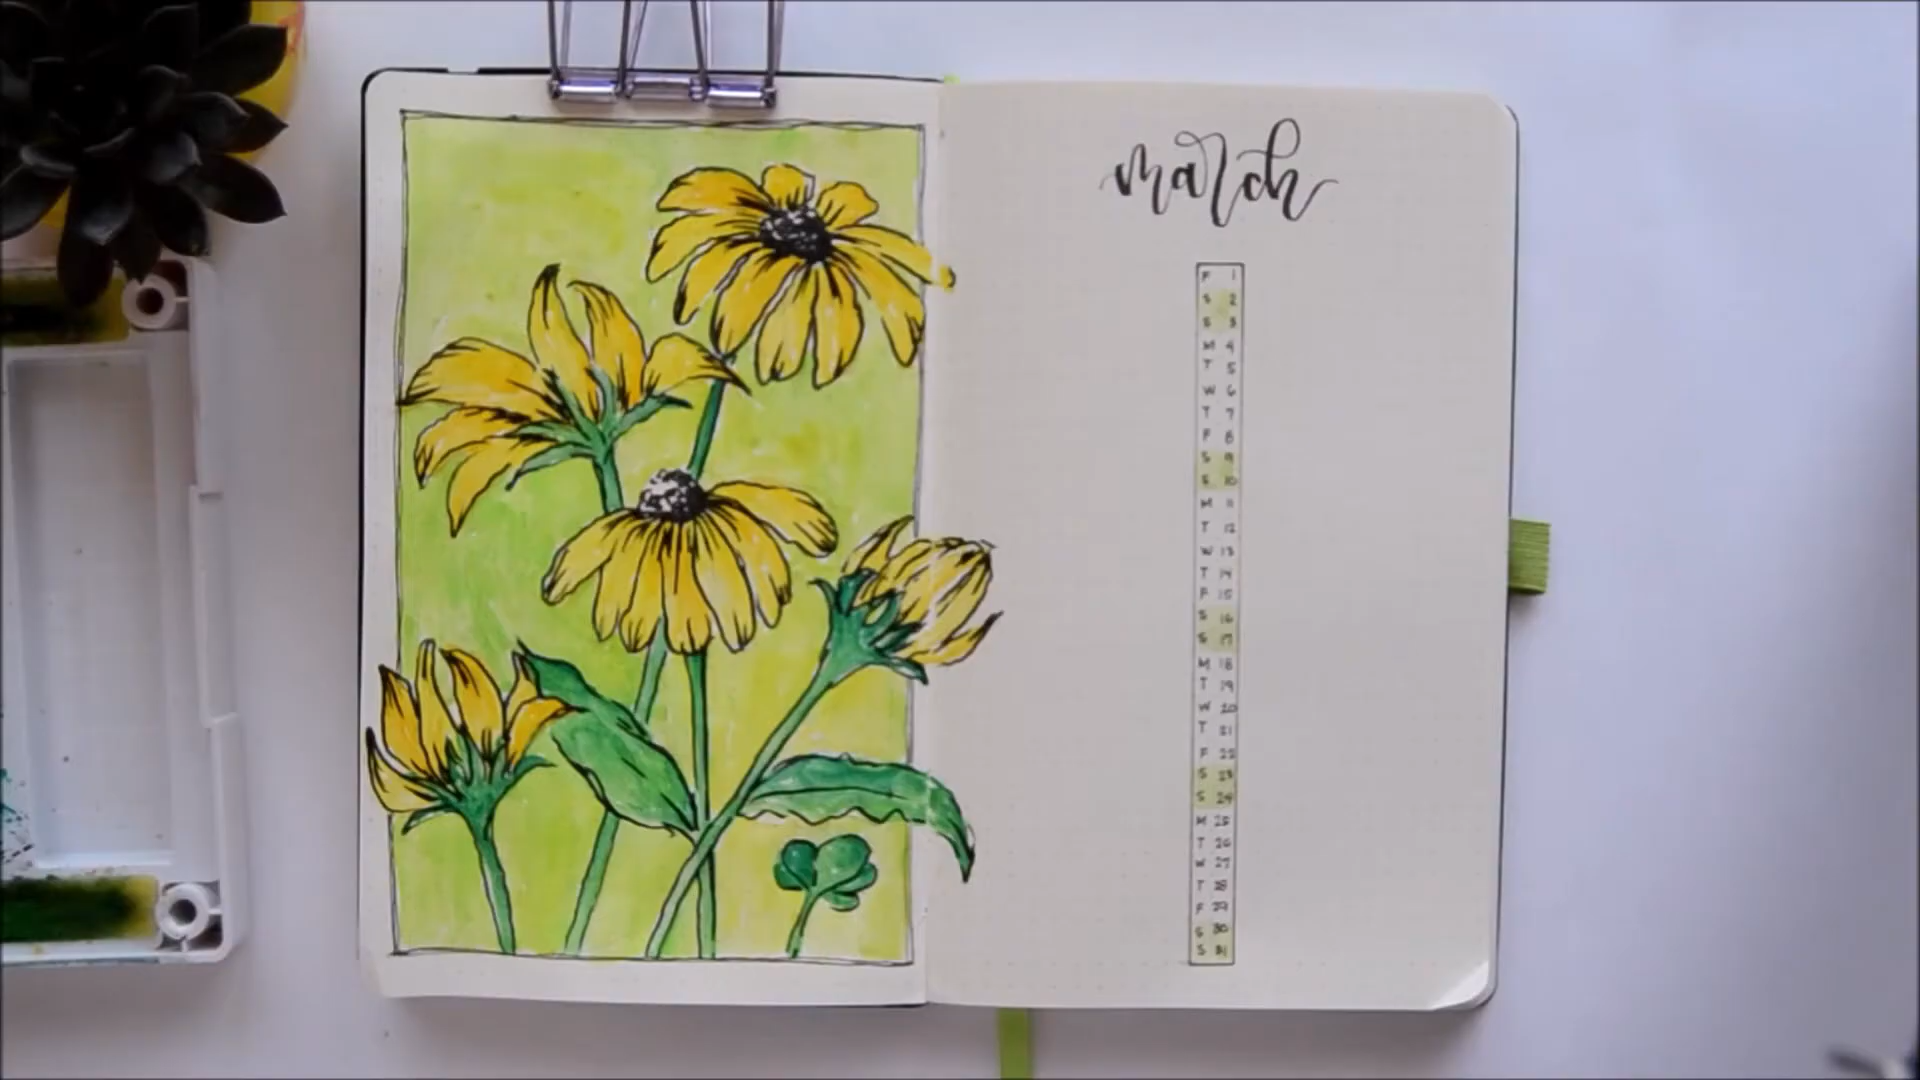 march
F 1
S 2
S 3
M 4
T 5
W 6
T 7
F 8
S 9
S 10
M 11
T 12
W 13
T 14
F 15
S 16
S 17
M 18
T 19
W 20
T 21
F 22
S 23
S 24
M 25
T 26
W 27
T 28
F 29
S 30
S 31